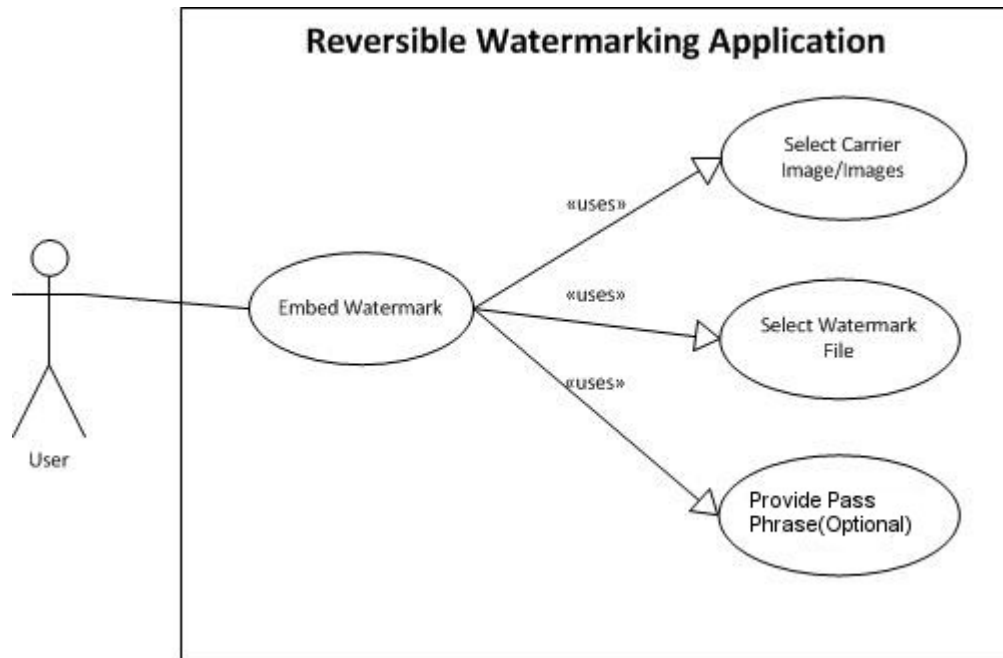 Reversible Watermarking Application
Select Carrier
Image/Images
«uses»
«uses»
Embed Watermark
Select Watermark
File
«uses»
User
Provide Pass
Phrase(Optional)